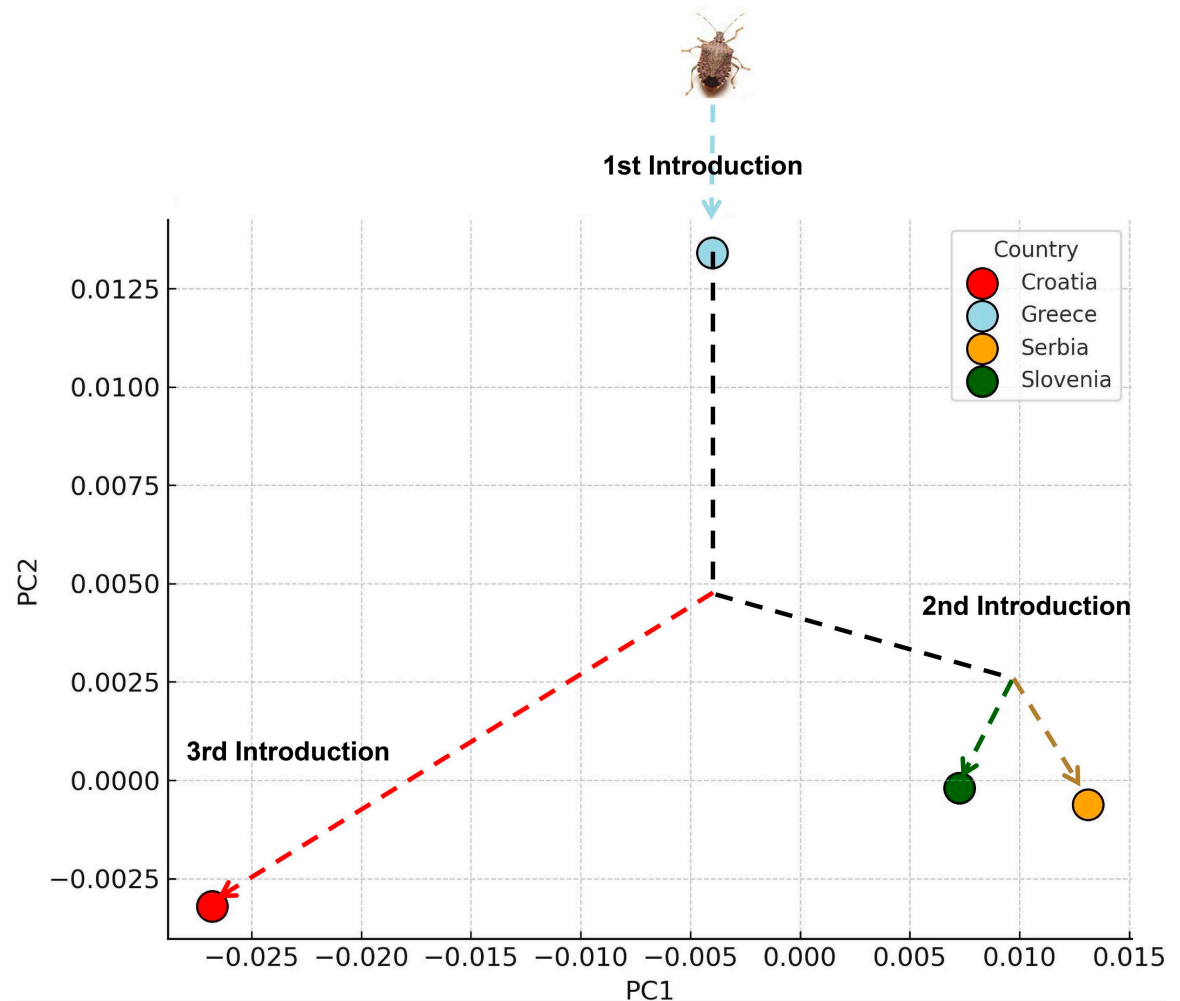 1st Introduction
Country
Croatia
Greece
Serbia
Slovenia
0.0125
0.0100
0.0075
0.0050
0.0025
0.0000
−0.0025
PC2
2nd Introduction
3rd Introduction
−0.025
−0.020
−0.015
−0.010
−0.005
0.000
0.005
0.010
0.015
PC1